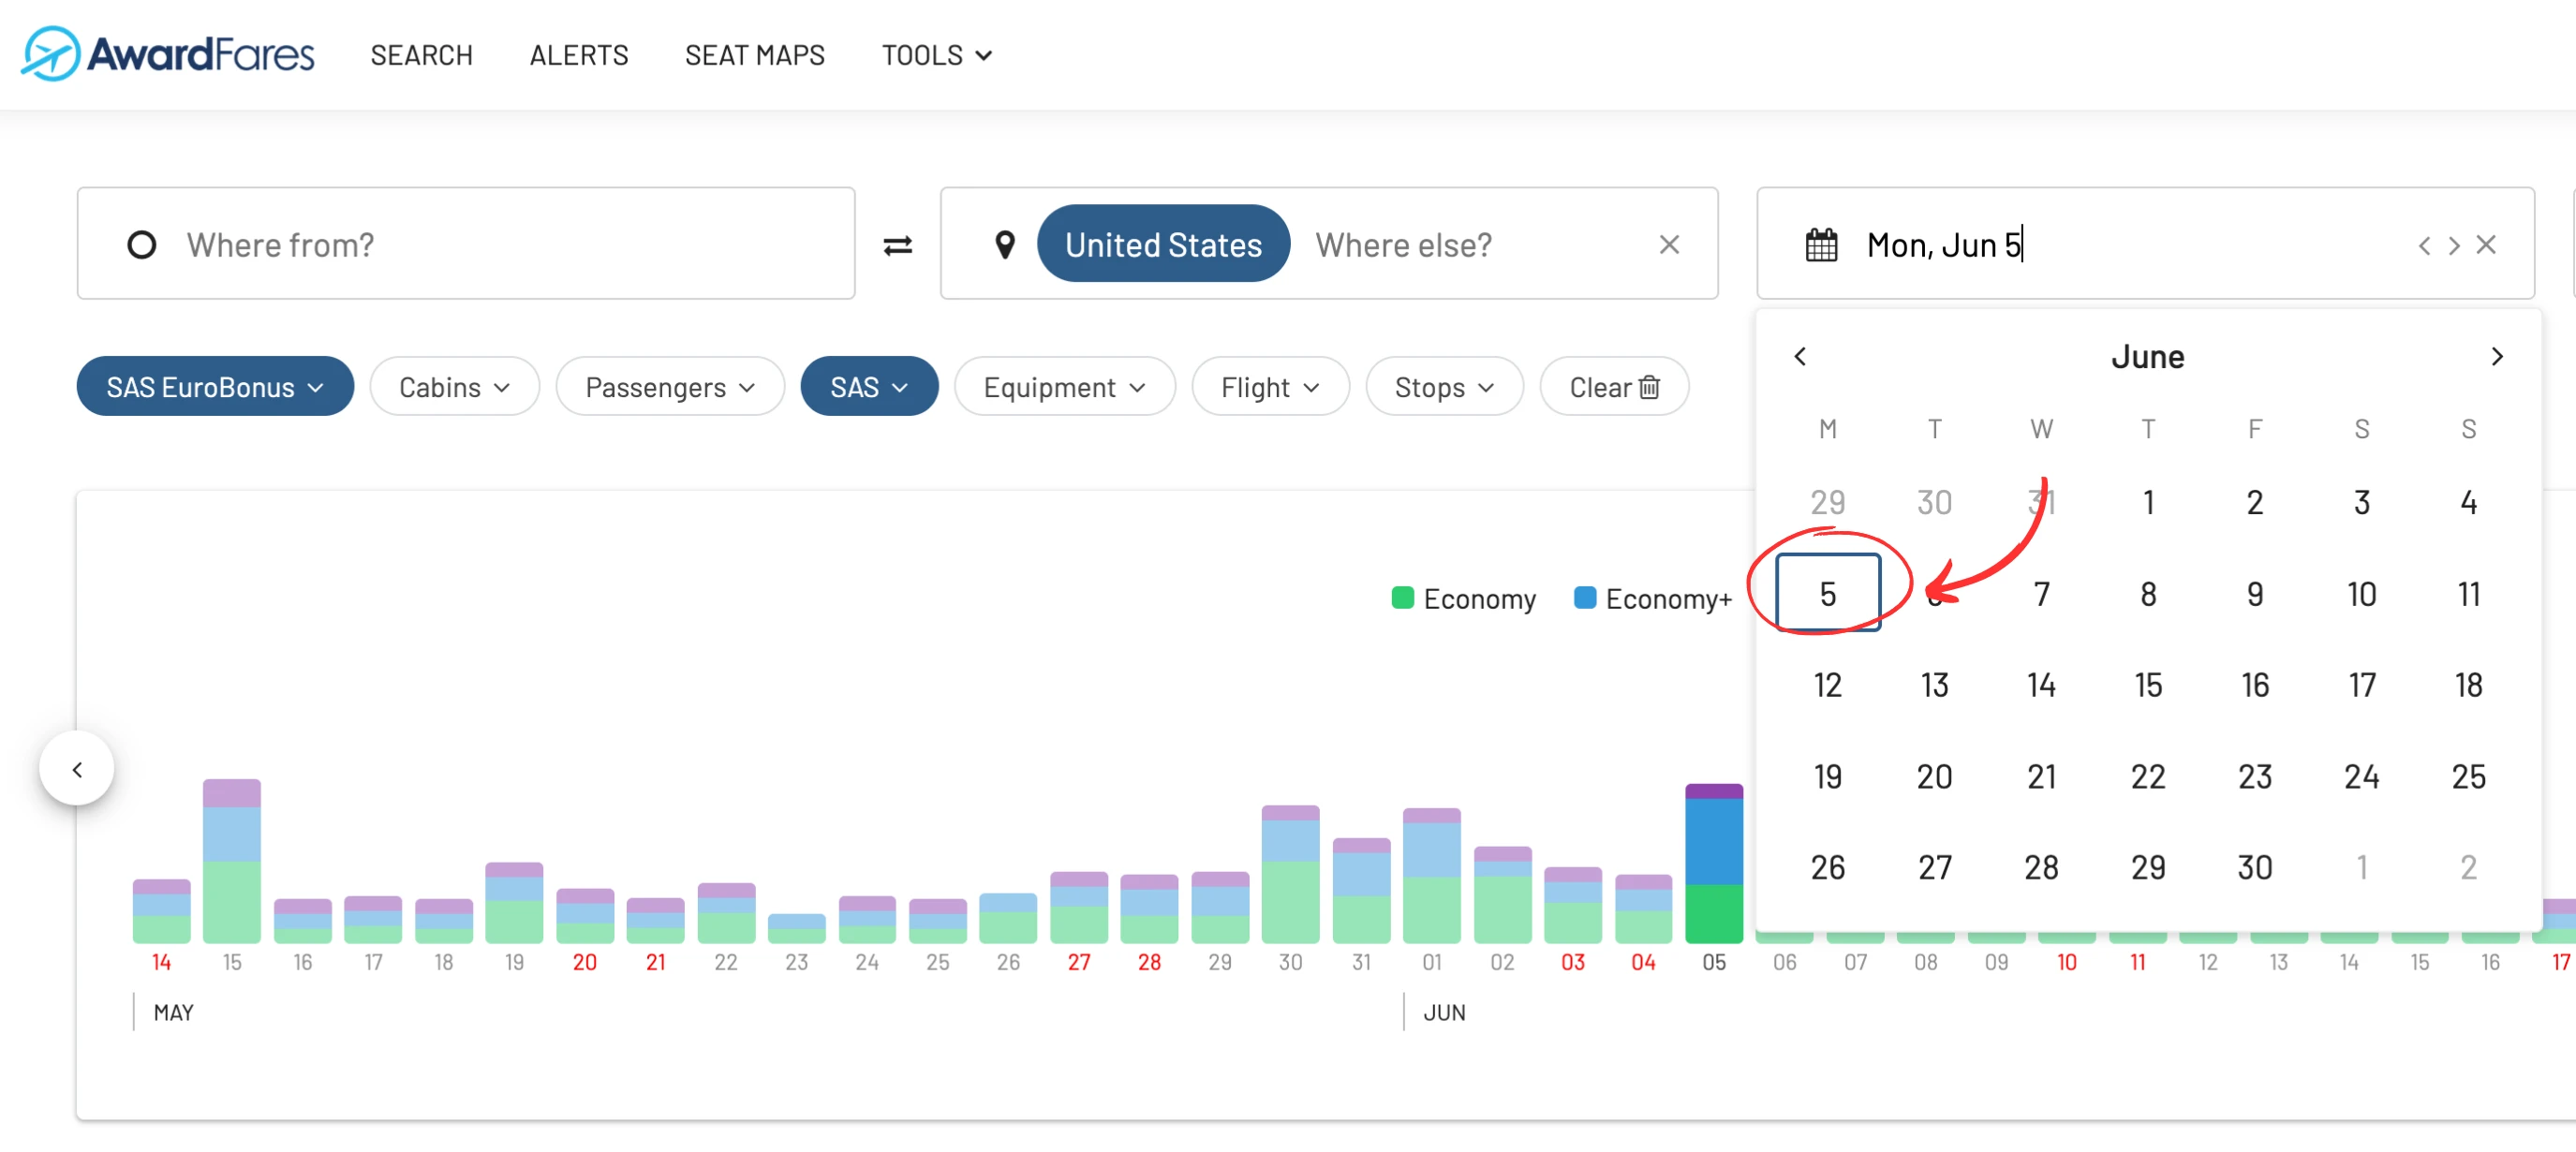 AwardFares SEARCH ALERTS SEAT MAPS TOOLS
Where from? United States Where else? Mon, Jun 5
SAS EuroBonus Cabins Passengers SAS Equipment Flight Stops Clear
June
M T W T F S S
29 30 31 1 2 3 4
5 6 7 8 9 10 11
12 13 14 15 16 17 18
19 20 21 22 23 24 25
26 27 28 29 30 1 2
Economy Economy+
14 15 16 17 18 19 20 21 22 23 24 25 26 27 28 29 30 31 01 02 03 04 05 06 07 08 09 10 11 12 13 14 15 16 17
MAY JUN